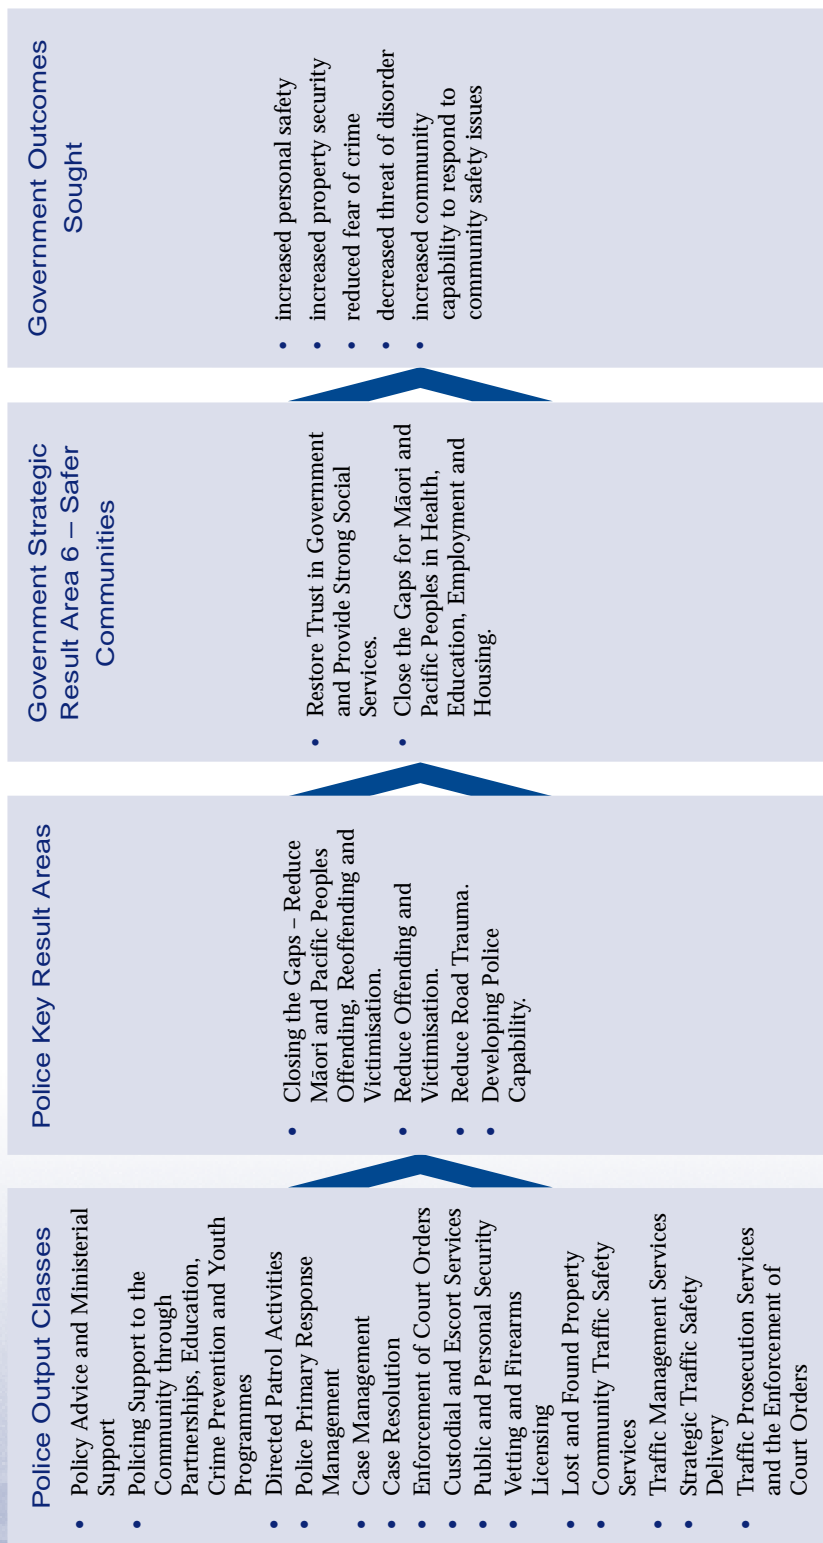 Police Output Classes
• Policy Advice and Ministerial
Support
• Policing Support to the
Community through
Partnerships, Education,
Crime Prevention and Youth
Programmes
• Directed Patrol Activities
• Police Primary Response
Management
• Case Management
• Case Resolution
• Enforcement of Court Orders
• Custodial and Escort Services
• Public and Personal Security
• Vetting and Firearms
Licensing
• Lost and Found Property
• Community Traffic Safety
Services
• Traffic Management Services
• Strategic Traffic Safety
Delivery
• Traffic Prosecution Services
and the Enforcement of
Court Orders
Police Key Result Areas
• Closing the Gaps – Reduce
Māori and Pacific Peoples
Offending, Reoffending and
Victimisation.
• Reduce Offending and
Victimisation.
• Reduce Road Trauma.
• Developing Police
Capability.
Government Strategic
Result Area 6 – Safer
Communities
• Restore Trust in Government
and Provide Strong Social
Services.
• Close the Gaps for Māori and
Pacific Peoples in Health,
Education, Employment and
Housing.
Government Outcomes
Sought
• increased personal safety
• increased property security
• reduced fear of crime
• decreased threat of disorder
• increased community
capability to respond to
community safety issues